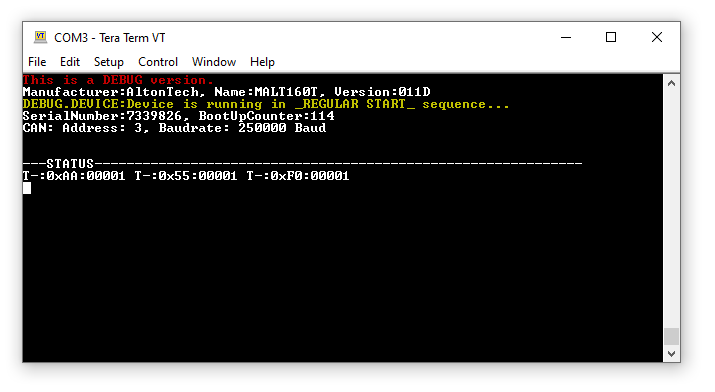 VT
COM3 - Tera Term VT
File Edit Setup Control Window Help
This is a DEBUG version.
Manufacturer:AltonTech, Name:MALT160T, Version:011D
DEBUG.DEVICE:Device is running in _REGULAR START_ sequence...
SerialNumber:7339826, BootUpCounter:114
CAN: Address: 3, Baudrate: 250000 Baud
---STATUS------------------------------------------------------------
T-:0xAA:00001 T-:0x55:00001 T-:0xF0:00001